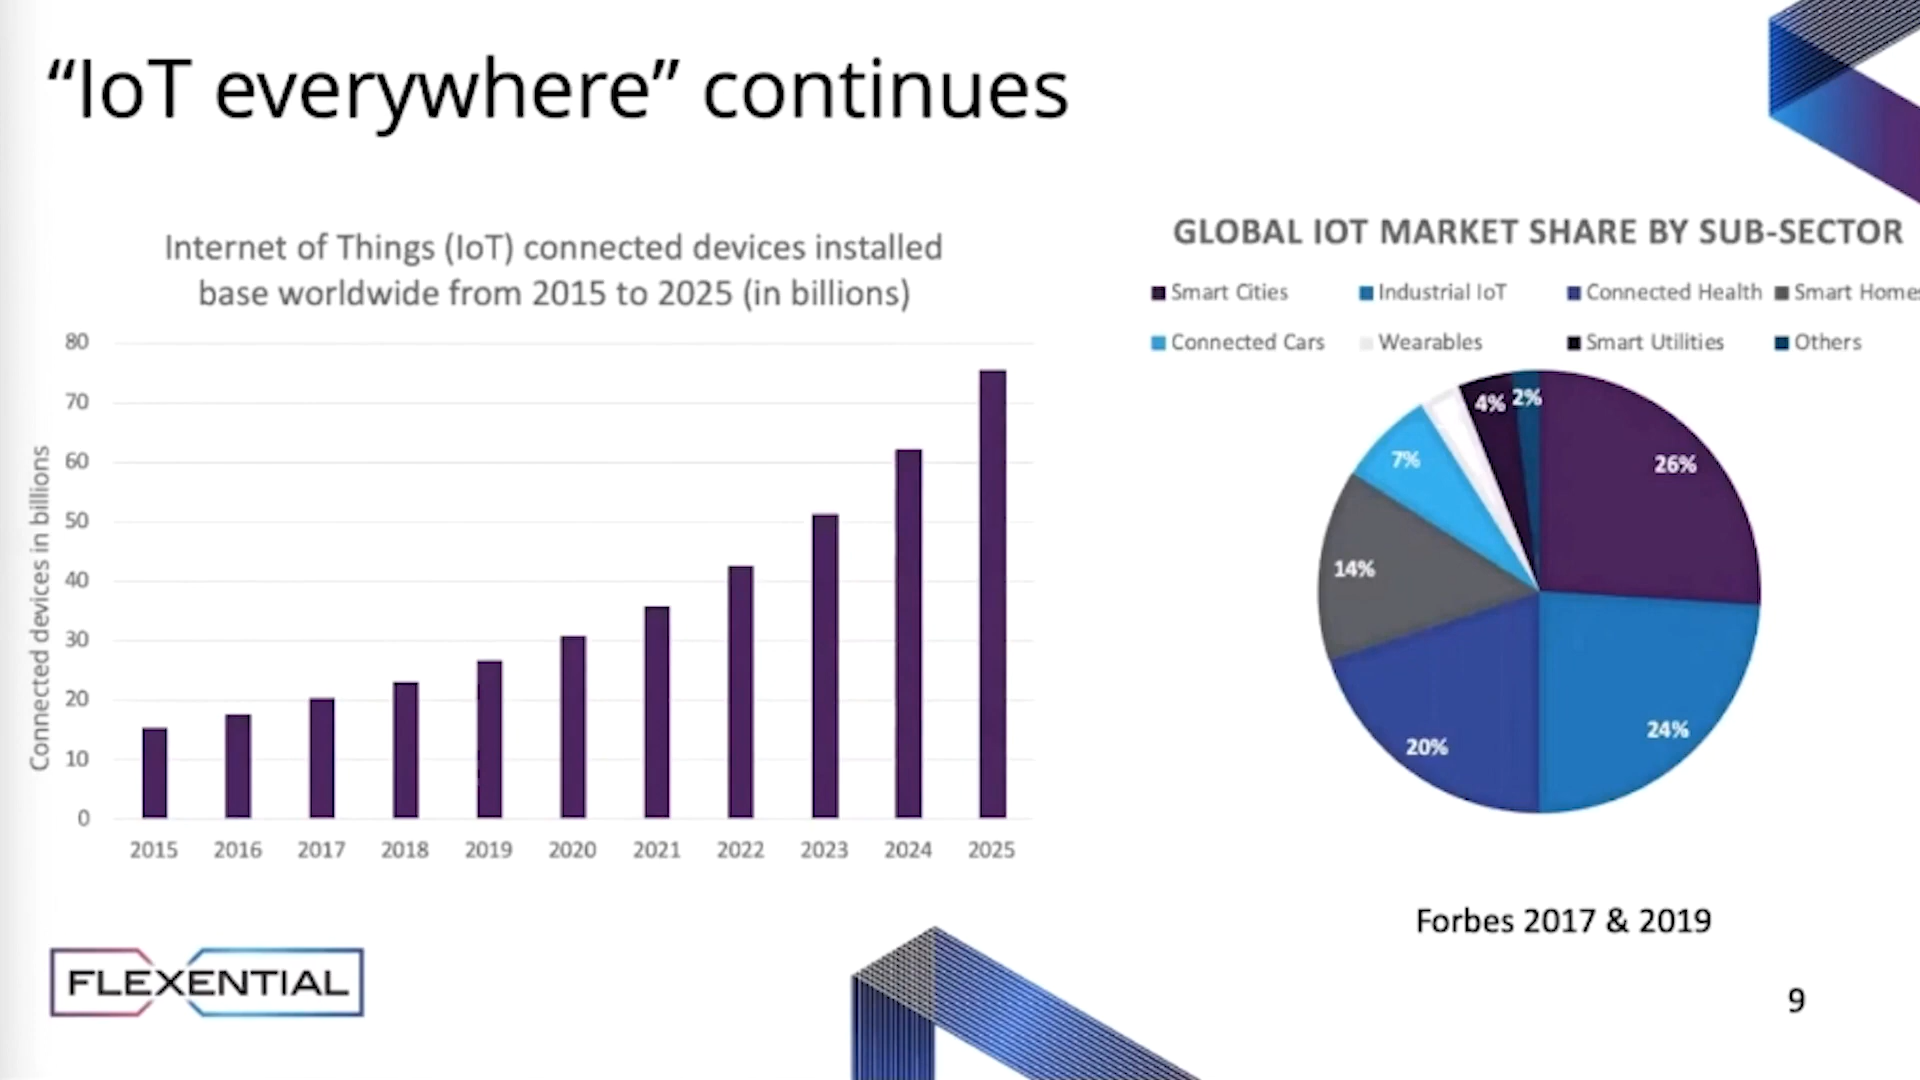 “IoT everywhere” continues
Internet of Things (IoT) connected devices installed
base worldwide from 2015 to 2025 (in billions)
Connected devices in billions
80
70
60
50
40
30
20
10
0
2015 2016 2017 2018 2019 2020 2021 2022 2023 2024 2025
GLOBAL IOT MARKET SHARE BY SUB-SECTOR
Smart Cities Industrial IoT Connected Health Smart Homes
Connected Cars Wearables Smart Utilities Others
4% 2%
26%
7%
14%
24%
20%
Forbes 2017 & 2019
FLEXENTIAL
9